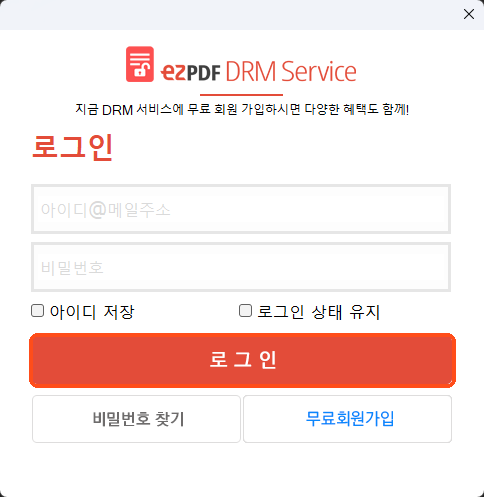 ezPDF DRM Service
지금 DRM 서비스에 무료 회원 가입하시면 다양한 혜택도 함께!
로그인
아이디@메일주소
비밀번호
아이디 저장 로그인 상태 유지
로 그 인
비밀번호 찾기 무료회원가입